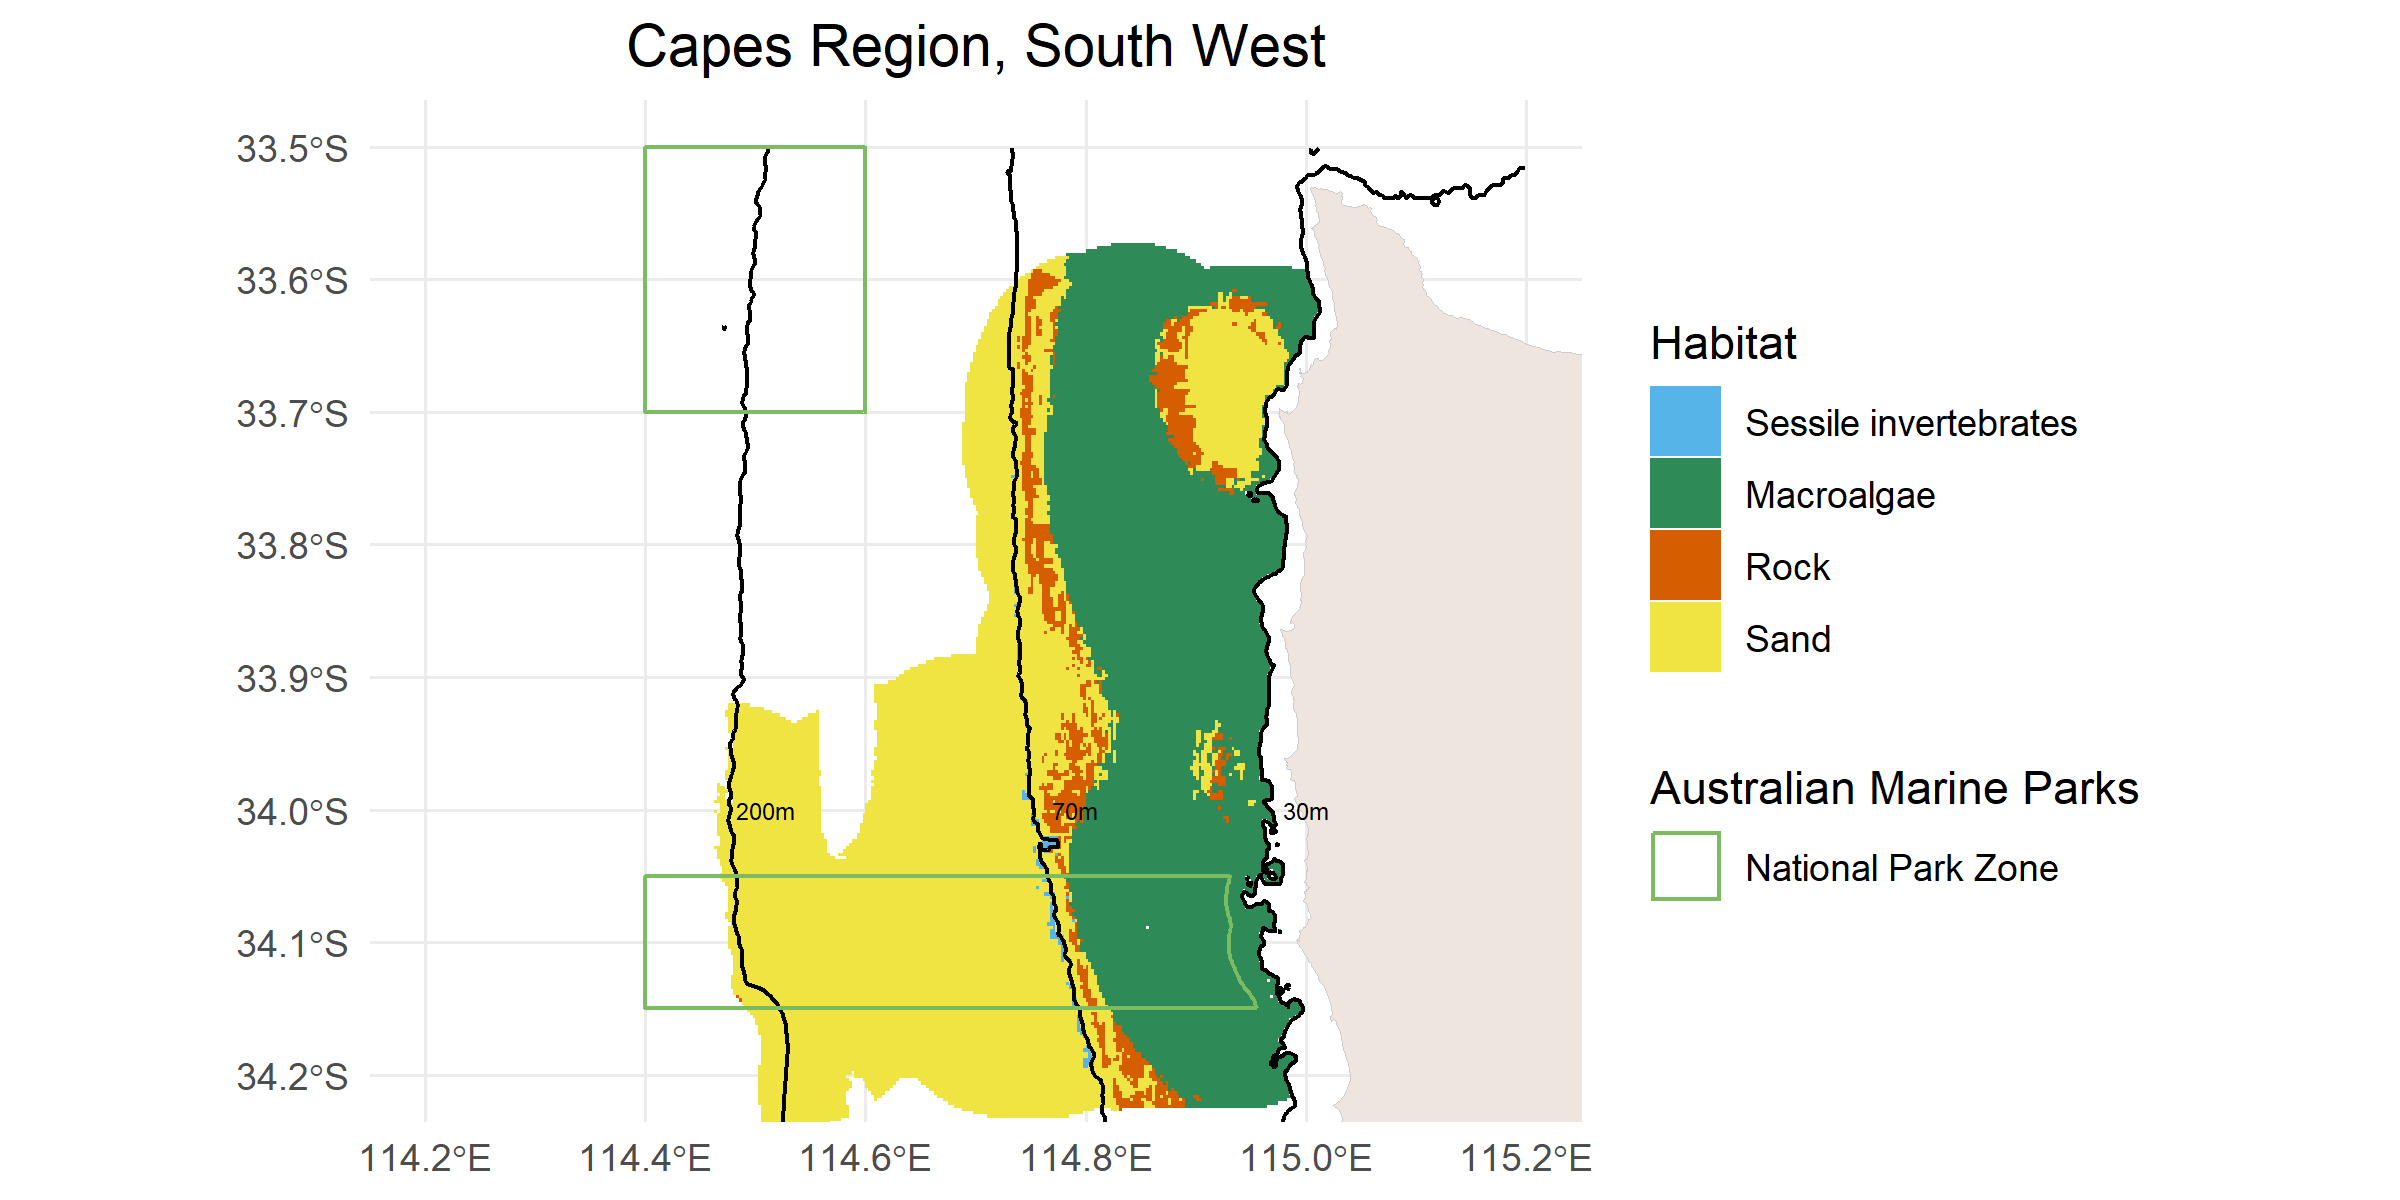 Capes Region, South West
33.5°S
33.6°S
33.7°S
33.8°S
33.9°S
34.0°S
34.1°S
34.2°S
200m
70m
30m
114.2°E
114.4°E
114.6°E
114.8°E
115.0°E
115.2°E
Habitat
Sessile invertebrates
Macroalgae
Rock
Sand
Australian Marine Parks
National Park Zone